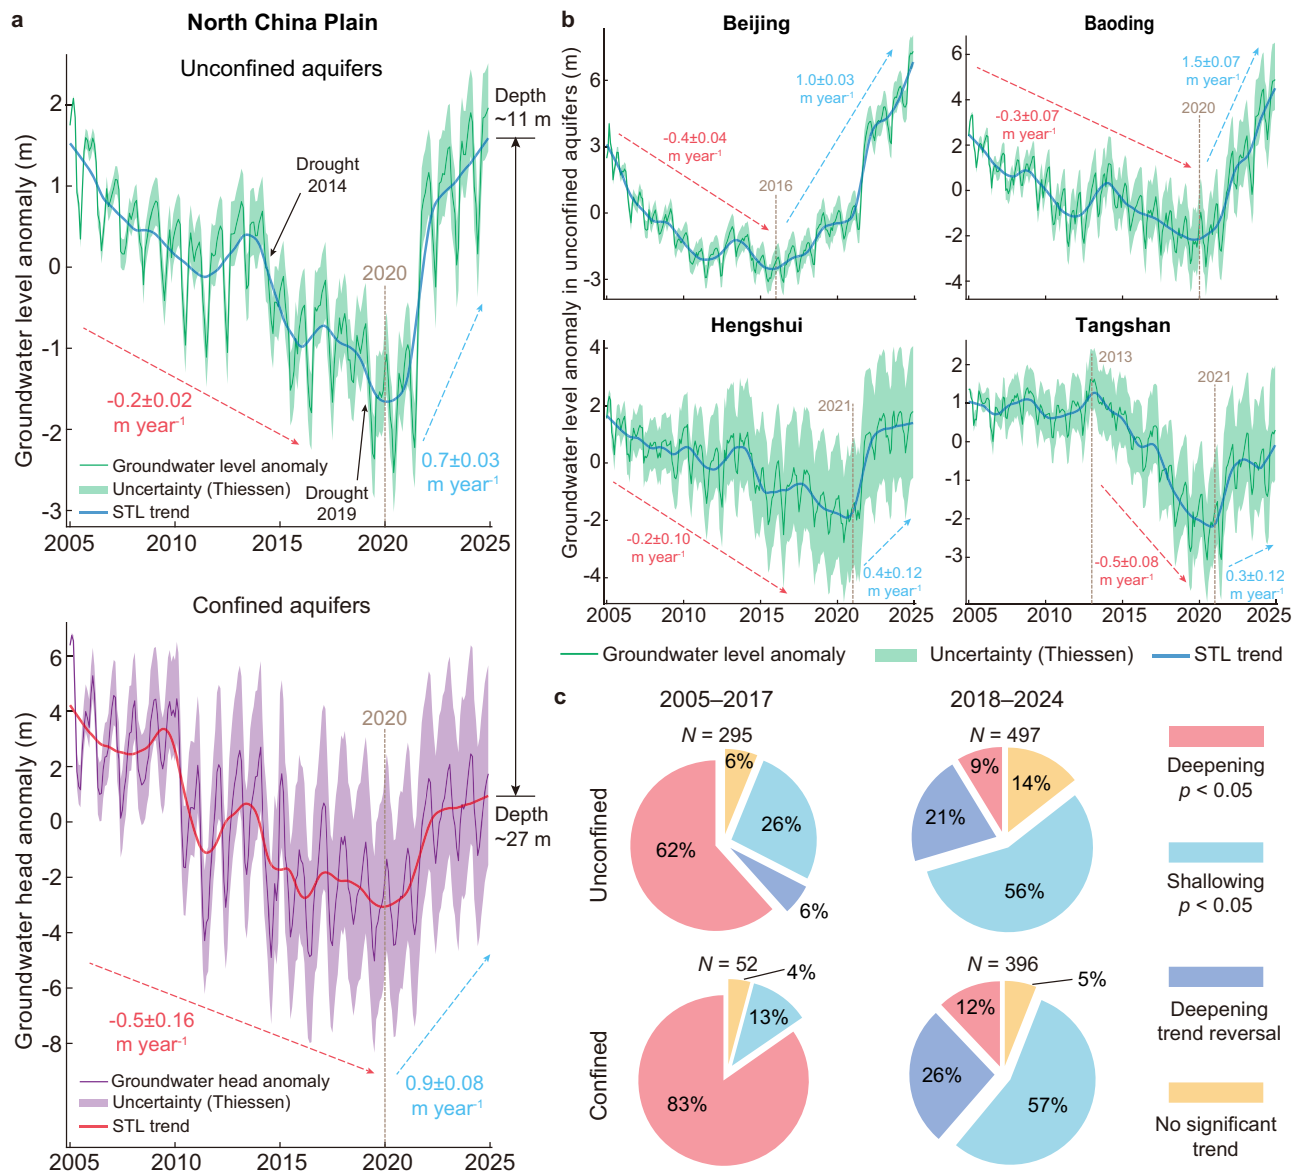 a
North China Plain
Unconfined aquifers
Groundwater level anomaly (m)
2
1
0
-1
-2
-3
2005
2010
2015
2020
2025
Depth
~11 m
Drought
2014
2020
-0.2±0.02
m year-1
0.7±0.03
m year-1
Drought
2019
Groundwater level anomaly
Uncertainty (Thiessen)
STL trend
Confined aquifers
Groundwater head anomaly (m)
6
4
2
0
-2
-4
-6
-8
2005
2010
2015
2020
2025
2020
Depth
~27 m
-0.5±0.16
m year-1
0.9±0.08
m year-1
Groundwater head anomaly
Uncertainty (Thiessen)
STL trend
b
Groundwater level anomaly in unconfined aquifers (m)
Beijing
6
3
0
-3
-0.4±0.04
m year-1
1.0±0.03
m year-1
2016
Baoding
6
4
2
0
-2
-4
-0.3±0.07
m year-1
1.5±0.07
m year-1
2020
Hengshui
4
2
0
-2
-4
2005
2010
2015
2020
2025
2021
-0.2±0.10
m year-1
0.4±0.12
m year-1
Tangshan
2
1
0
-1
-2
-3
2005
2010
2015
2020
2025
2013
2021
-0.5±0.08
m year-1
0.3±0.12
m year-1
Groundwater level anomaly
Uncertainty (Thiessen)
STL trend
c
2005–2017
2018–2024
Unconfined
N = 295
6%
26%
6%
62%
N = 497
9%
14%
21%
56%
Confined
N = 52
4%
13%
83%
N = 396
5%
12%
26%
57%
Deepening
p < 0.05
Shallowing
p < 0.05
Deepening
trend reversal
No significant
trend